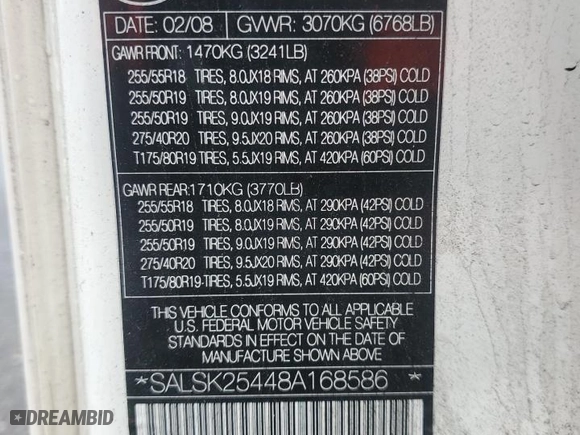 DATE: 02/08 GVWR: 3070KG (6768LB)
GAWR FRONT: 1470KG (3241LB)
255/55R18 TIRES, 8.0JX18 RIMS, AT 260KPA (38PSI) COLD
255/50R19 TIRES, 8.0JX19 RIMS, AT 260KPA (38PSI) COLD
255/50R19 TIRES, 9.0JX19 RIMS, AT 260KPA (38PSI) COLD
275/40R20 TIRES, 9.5JX20 RIMS, AT 260KPA (38PSI) COLD
T175/80R19 TIRES, 5.5JX19 RIMS, AT 420KPA (60PSI) COLD
GAWR REAR:1710KG (3770LB)
255/55R18 TIRES, 8.0JX18 RIMS, AT 290KPA (42PSI) COLD
255/50R19 TIRES, 8.0JX19 RIMS, AT 290KPA (42PSI) COLD
255/50R19 TIRES, 9.0JX19 RIMS, AT 290KPA (42PSI) COLD
275/40R20 TIRES, 9.5JX20 RIMS, AT 290KPA (42PSI) COLD
T175/80R19 TIRES, 5.5JX19 RIMS, AT 420KPA (60PSI) COLD
THIS VEHICLE CONFORMS TO ALL APPLICABLE
U.S. FEDERAL MOTOR VEHICLE SAFETY
STANDARDS IN EFFECT ON THE DATE OF
MANUFACTURE SHOWN ABOVE
*SALSK25448A168586*
DREAMBID